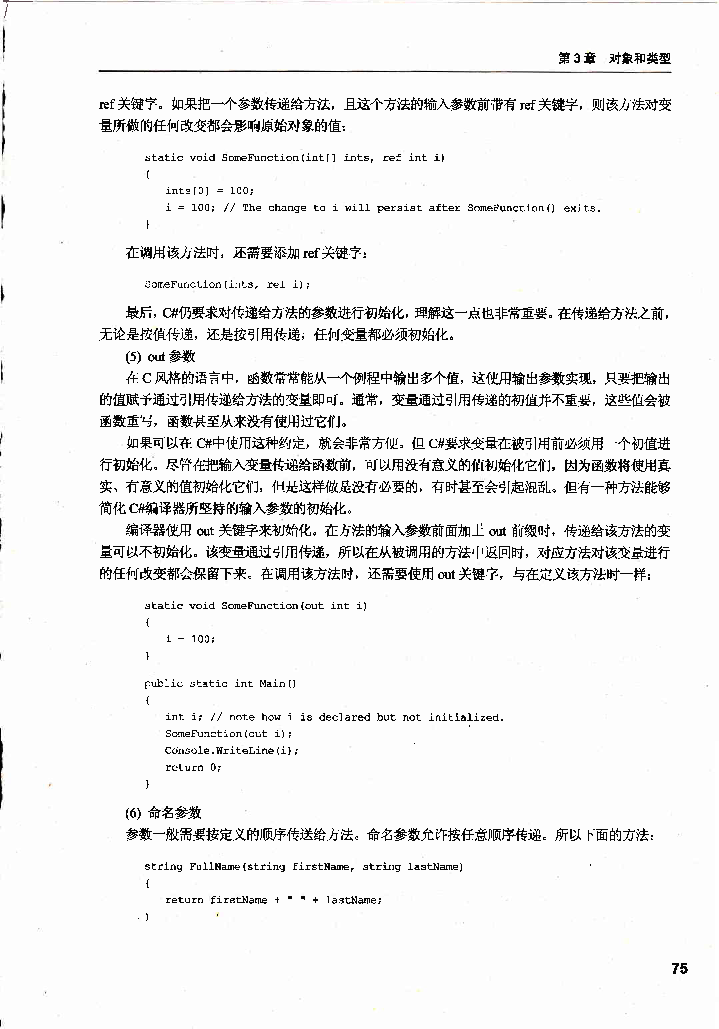 第 3 章 对象和类型
ref 关键字。如果把一个参数传递给方法，且这个方法的输入参数前带有 ref 关键字，则该方法对变
量所做的任何改变都会影响原始对象的值：
static void SomeFunction(int[] ints, ref int i)
{
ints[0] = 100;
i = 100; // The change to i will persist after SomeFunction() exits.
}
在调用该方法时，还需要添加 ref 关键字：
SomeFunction(ints, ref i);
最后，C#仍要求对传递给方法的参数进行初始化，理解这一点也非常重要。在传递给方法之前，
无论是按值传递，还是按引用传递，任何变量都必须初始化。
(5) out 参数
在 C 风格的语言中，函数常常能从一个例程中输出多个值，这使用输出参数实现，只要把输出
的值赋予通过引用传递给方法的变量即可。通常，变量通过引用传递的初值并不重要，这些值会被
函数重写，函数甚至从来没有使用过它们。
如果可以在 C#中使用这种约定，就会非常方便。但 C#要求变量在被引用前必须用一个初值进
行初始化。尽管在把输入变量传递给函数前，可以用没有意义的值初始化它们，因为函数将使用真
实、有意义的值初始化它们，但是这样做是没有必要的，有时甚至会引起混乱。但有一种方法能够
简化 C#编译器所坚持的输入参数的初始化。
编译器使用 out 关键字来初始化。在方法的输入参数前面加上 out 前缀时，传递给该方法的变
量可以不初始化。该变量通过引用传递，所以在从被调用的方法中返回时，对应方法对该变量进行
的任何改变都会保留下来。在调用该方法时，还需要使用 out 关键字，与在定义该方法时一样：
static void SomeFunction(out int i)
{
i = 100;
}
public static int Main()
{
int i; // note how i is declared but not initialized.
SomeFunction(out i);
Console.WriteLine(i);
return 0;
}
(6) 命名参数
参数一般需要按定义的顺序传送给方法。命名参数允许按任意顺序传递。所以下面的方法：
string FullName(string firstName, string lastName)
{
return firstName + " " + lastName;
}
75